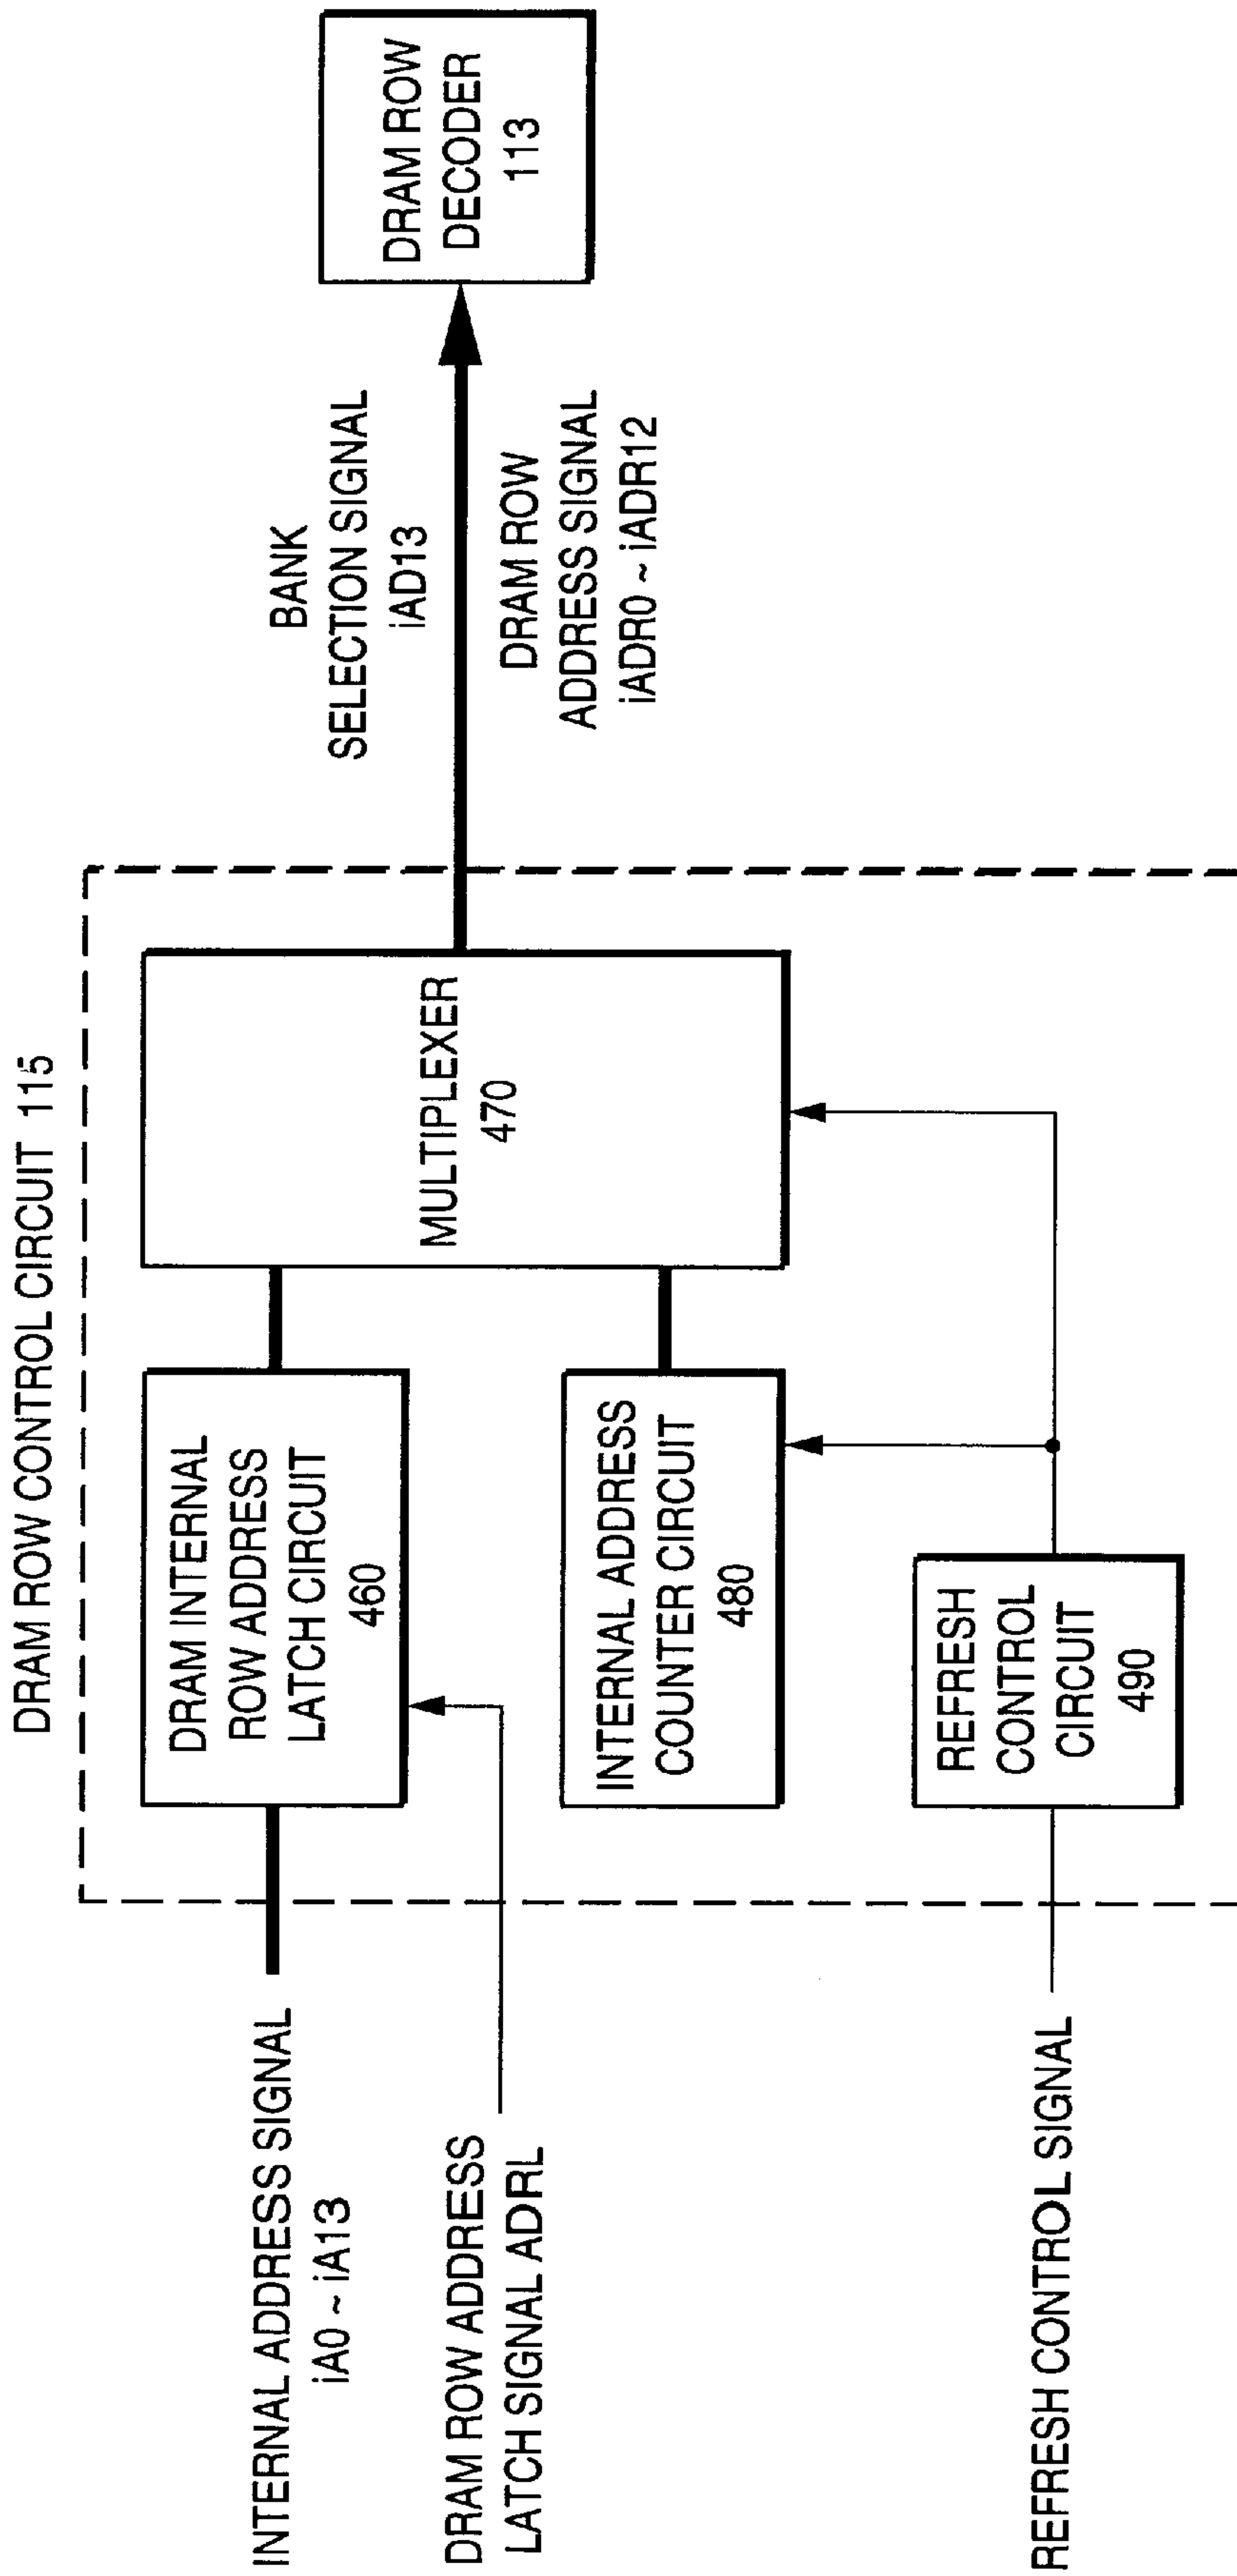 DRAM ROW CONTROL CIRCUIT 115
INTERNAL ADDRESS SIGNAL
iA0 ~ iA13
DRAM ROW ADDRESS
LATCH SIGNAL ADRL
REFRESH CONTROL SIGNAL
DRAM INTERNAL
ROW ADDRESS
LATCH CIRCUIT
460
INTERNAL ADDRESS
COUNTER CIRCUIT
480
REFRESH
CONTROL
CIRCUIT
490
MULTIPLEXER
470
BANK
SELECTION SIGNAL
iAD13
DRAM ROW
ADDRESS SIGNAL
iADR0 ~ iADR12
DRAM ROW
DECODER
113